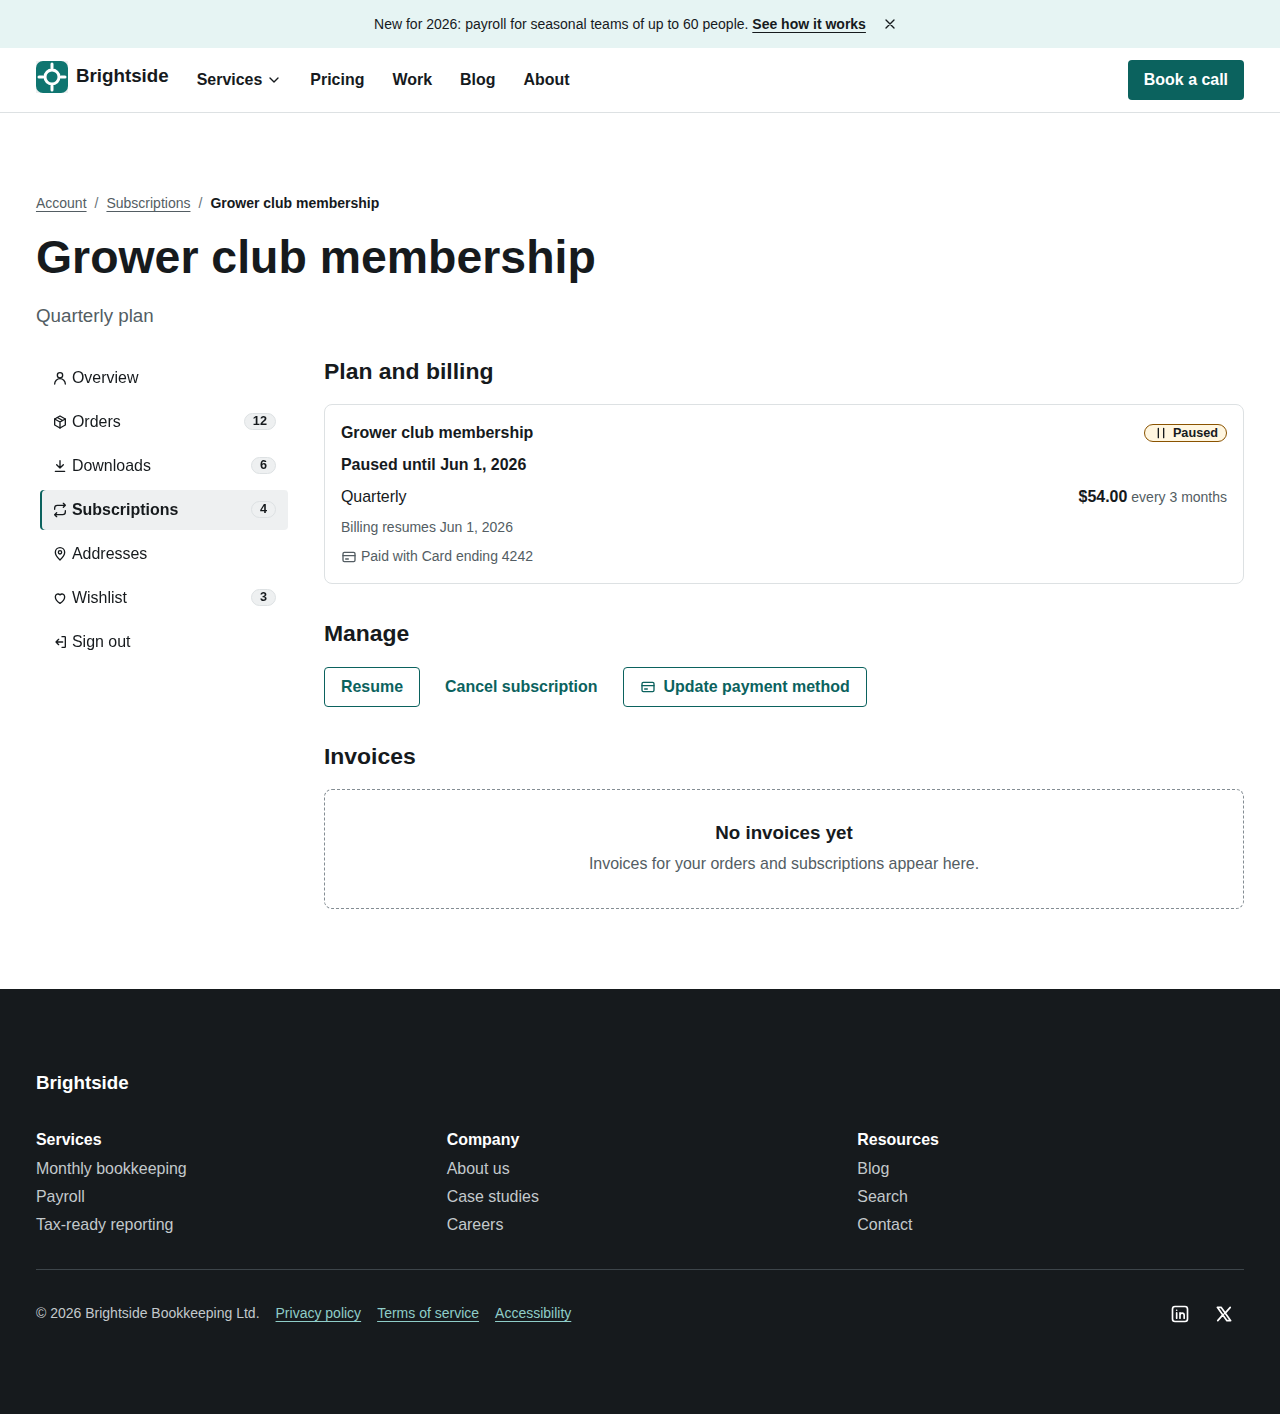 New for 2026: payroll for seasonal teams of up to 60 people. See how it works
Brightside
Services
Pricing
Work
Blog
About
Book a call
Account / Subscriptions / Grower club membership
Grower club membership
Quarterly plan
Overview
Orders 12
Downloads 6
Subscriptions 4
Addresses
Wishlist 3
Sign out
Plan and billing
Grower club membership
Paused
Paused until Jun 1, 2026
Quarterly
$54.00 every 3 months
Billing resumes Jun 1, 2026
Paid with Card ending 4242
Manage
Resume
Cancel subscription
Update payment method
Invoices
No invoices yet
Invoices for your orders and subscriptions appear here.
Brightside
Services
Monthly bookkeeping
Payroll
Tax-ready reporting
Company
About us
Case studies
Careers
Resources
Blog
Search
Contact
© 2026 Brightside Bookkeeping Ltd.
Privacy policy
Terms of service
Accessibility